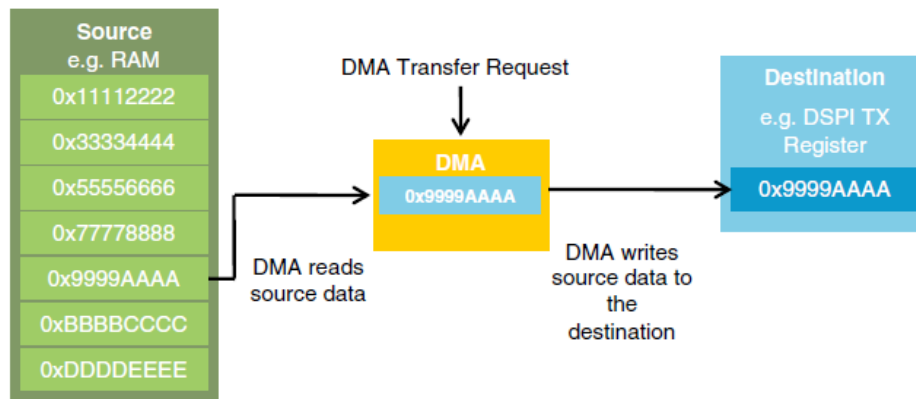 Source
e.g. RAM
0x11112222
0x33334444
0x55556666
0x77778888
0x9999AAAA
0xBBBBCCCC
0xDDDDEEEE
DMA reads
source data
DMA Transfer Request
DMA
0x9999AAAA
DMA writes
source data to
the
destination
Destination
e.g. DSPI TX
Register
0x9999AAAA